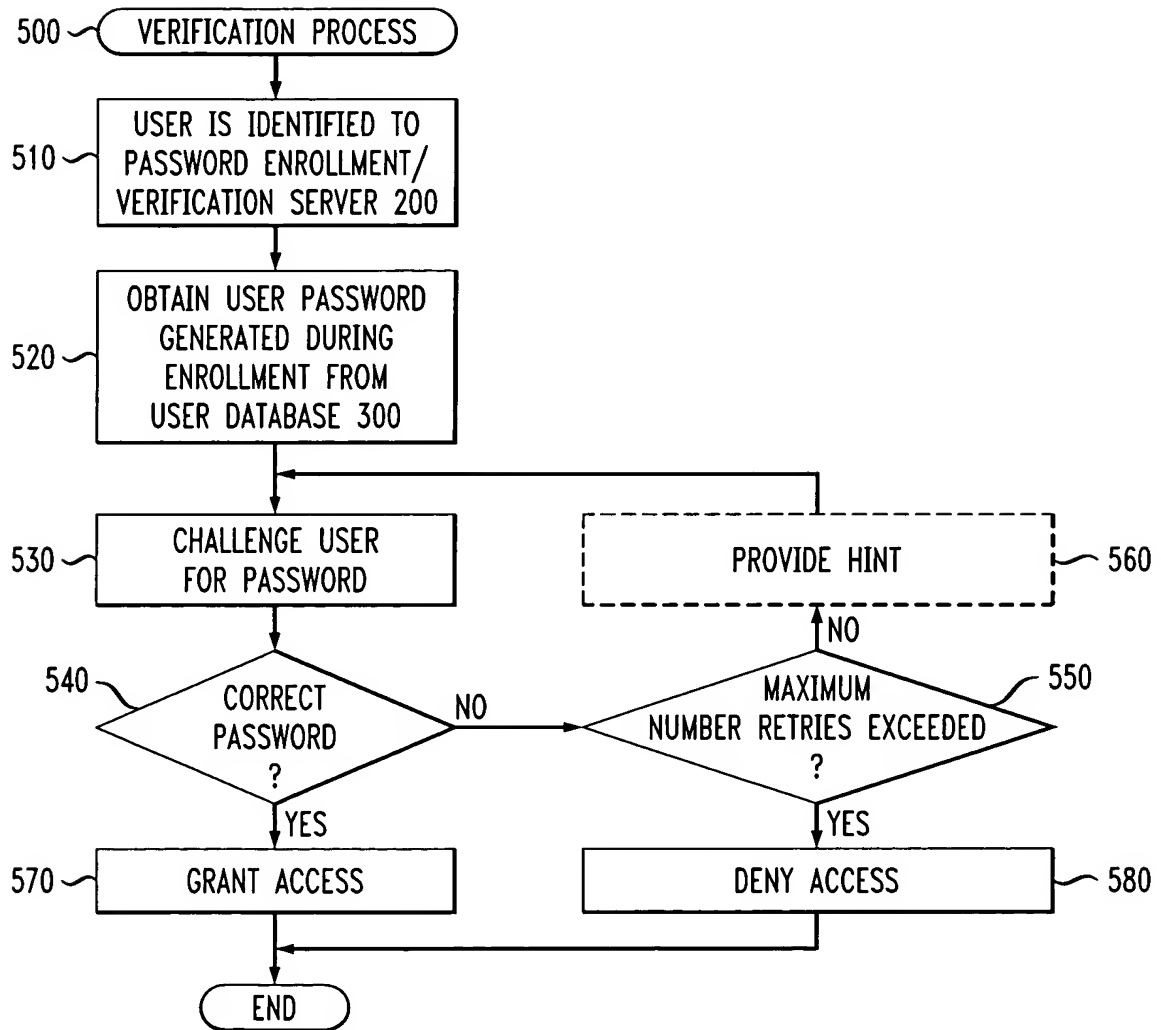 500
VERIFICATION PROCESS
510
USER IS IDENTIFIED TO
PASSWORD ENROLLMENT/
VERIFICATION SERVER 200
520
OBTAIN USER PASSWORD
GENERATED DURING
ENROLLMENT FROM
USER DATABASE 300
530
CHALLENGE USER
FOR PASSWORD
PROVIDE HINT
560
NO
540
CORRECT
PASSWORD
?
NO
MAXIMUM
NUMBER RETRIES EXCEEDED
?
550
YES
YES
570
GRANT ACCESS
DENY ACCESS
580
END